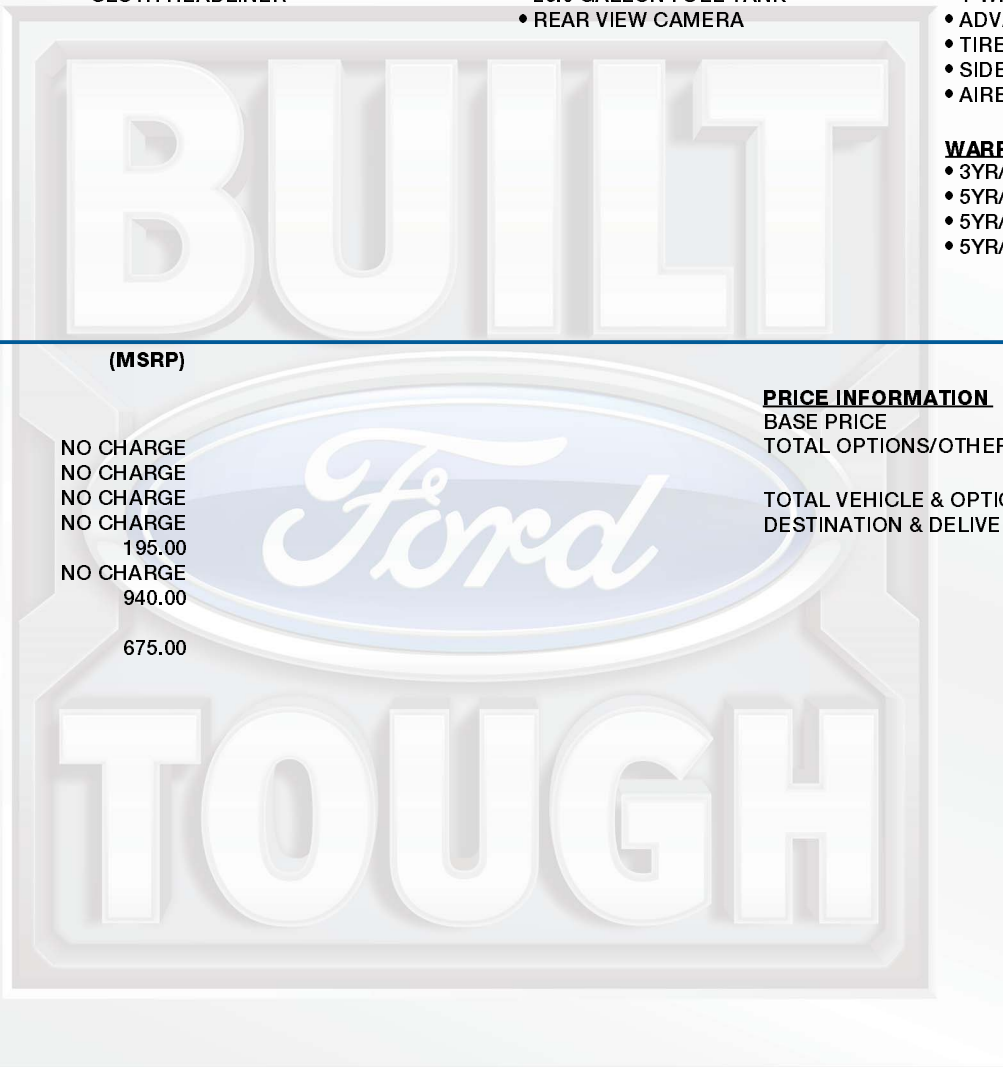 • REAR VIEW CAMERA
• ADVA
• TIRE
• SIDE
• AIRB
WARR
• 3YR/
• 5YR/
• 5YR/
• 5YR/
BUILT
(MSRP)
NO CHARGE
NO CHARGE
NO CHARGE
NO CHARGE
195.00
NO CHARGE
940.00
675.00
Ford
PRICE INFORMATION
BASE PRICE
TOTAL OPTIONS/OTHER
TOTAL VEHICLE & OPTIO
DESTINATION & DELIVE
TOUGH